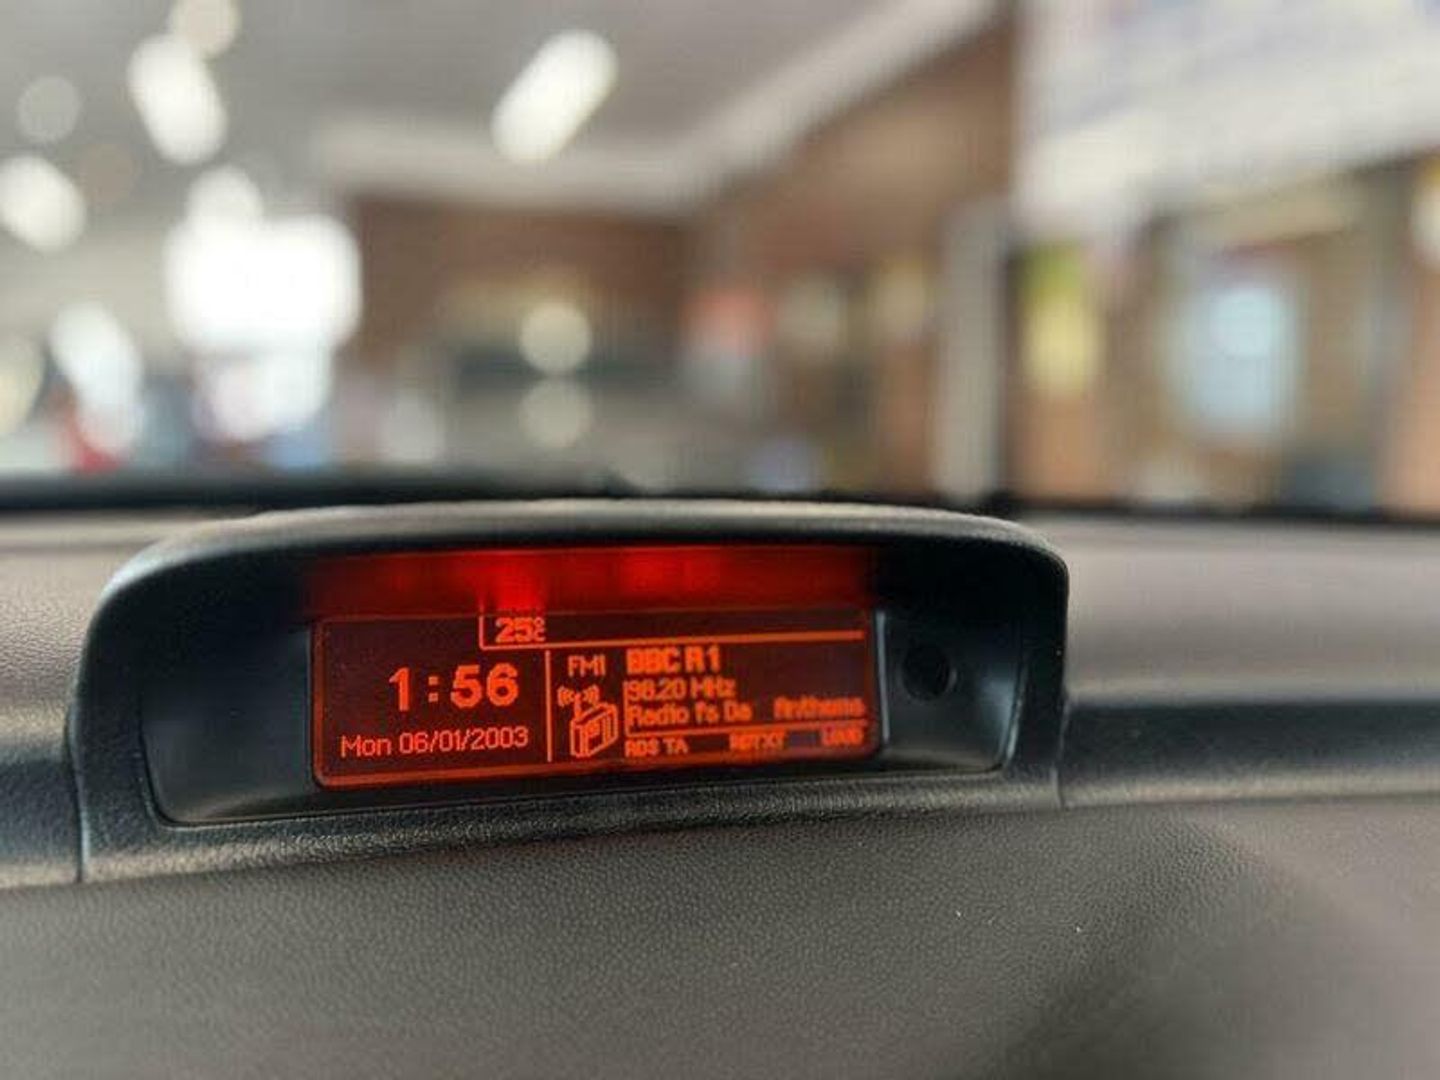 25°C
1:56
Mon 06/01/2003
FM1
BBC R1
98.20 MHz
Radio 1's Da Anthems
RDS TA RDTXT LOUD